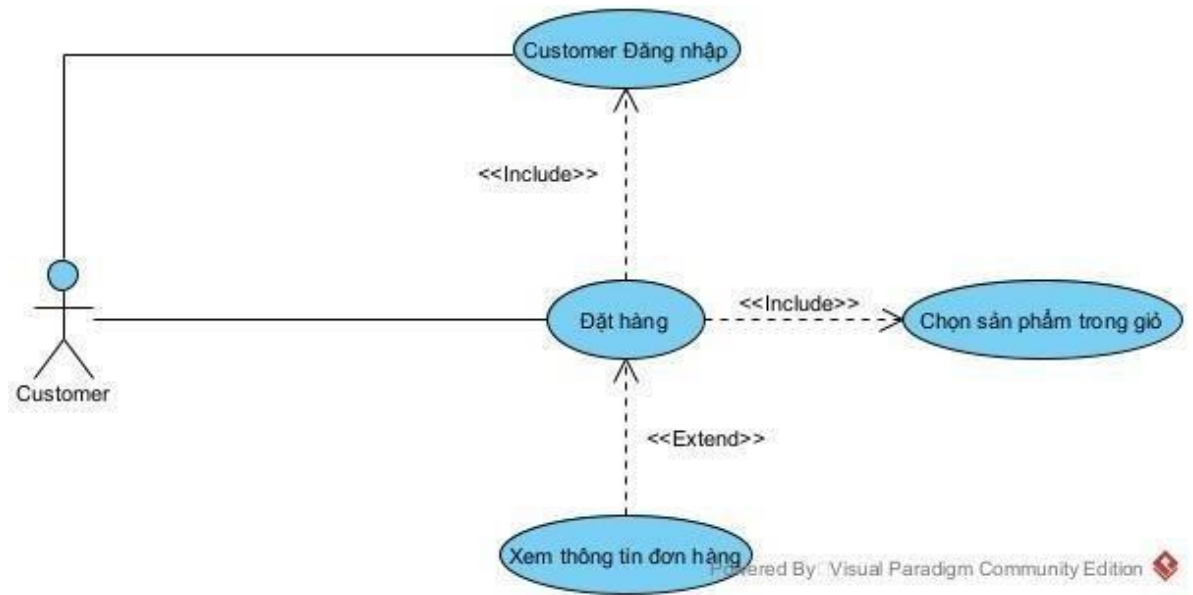 Customer Đăng nhập
<<Include>>
Đặt hàng
<<Include>>
Chọn sản phẩm trong giỏ
Customer
<<Extend>>
Xem thông tin đơn hàng
Powered By Visual Paradigm Community Edition